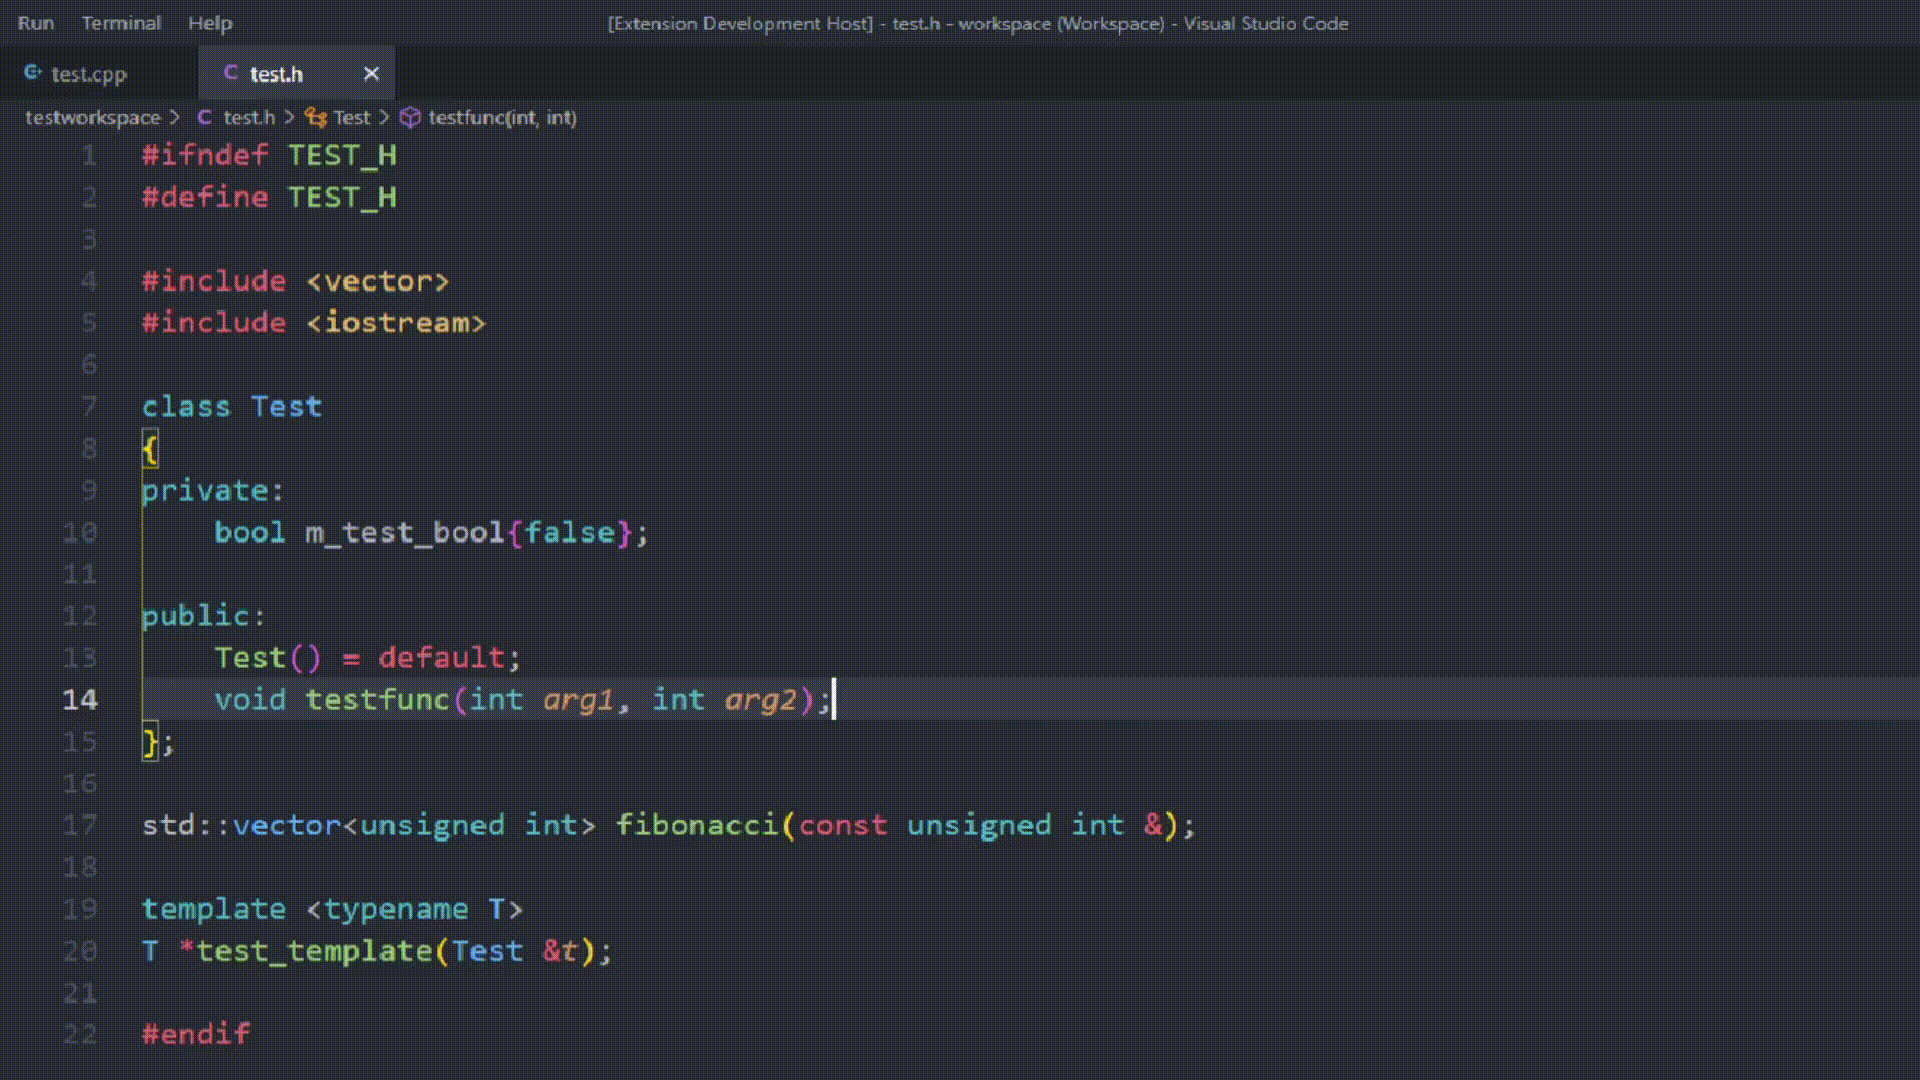 Run Terminal Help [Extension Development Host] - test.h - workspace (Workspace) - Visual Studio Code
test.cpp test.h
testworkspace > C test.h > Test > testfunc(int, int)
1 #ifndef TEST_H
2 #define TEST_H
3
4 #include <vector>
5 #include <iostream>
6
7 class Test
8 {
9 private:
10     bool m_test_bool{false};
11
12 public:
13     Test() = default;
14     void testfunc(int arg1, int arg2);
15 };
16
17 std::vector<unsigned int> fibonacci(const unsigned int &);
18
19 template <typename T>
20 T *test_template(Test &t);
21
22 #endif